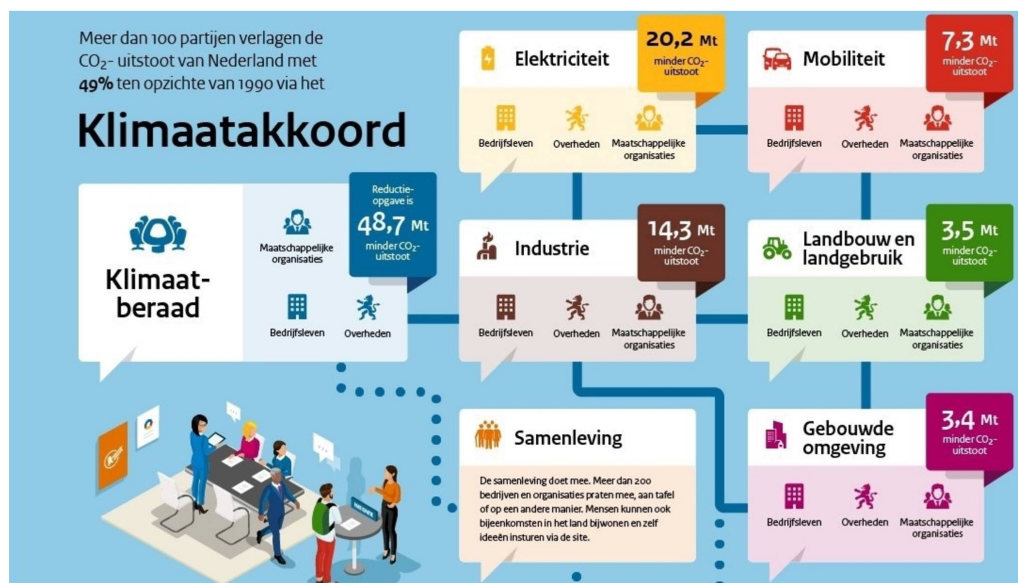 Meer dan 100 partijen verlagen de
CO₂- uitstoot van Nederland met
49% ten opzichte van 1990 via het
Klimaatakkoord
Klimaat-
beraad
Maatschappelijke
organisaties
Bedrijfsleven
Overheden
Reductie-
opgave is
48,7 Mt
minder CO₂-
uitstoot
Elektriciteit
20,2 Mt
minder CO₂-
uitstoot
Bedrijfsleven
Overheden
Maatschappelijke
organisaties
Mobiliteit
7,3 Mt
minder CO₂-
uitstoot
Bedrijfsleven
Overheden
Maatschappelijke
organisaties
Industrie
14,3 Mt
minder CO₂-
uitstoot
Bedrijfsleven
Overheden
Maatschappelijke
organisaties
Landbouw en
landgebruik
3,5 Mt
minder CO₂-
uitstoot
Bedrijfsleven
Overheden
Maatschappelijke
organisaties
Samenleving
De samenleving doet mee. Meer dan 200
bedrijven en organisaties praten mee, aan tafel
of op een andere manier. Mensen kunnen ook
bijeenkomsten in het land bijwonen en zelf
ideeën insturen via de site.
Gebouwde
omgeving
3,4 Mt
minder CO₂-
uitstoot
Bedrijfsleven
Overheden
Maatschappelijke
organisaties